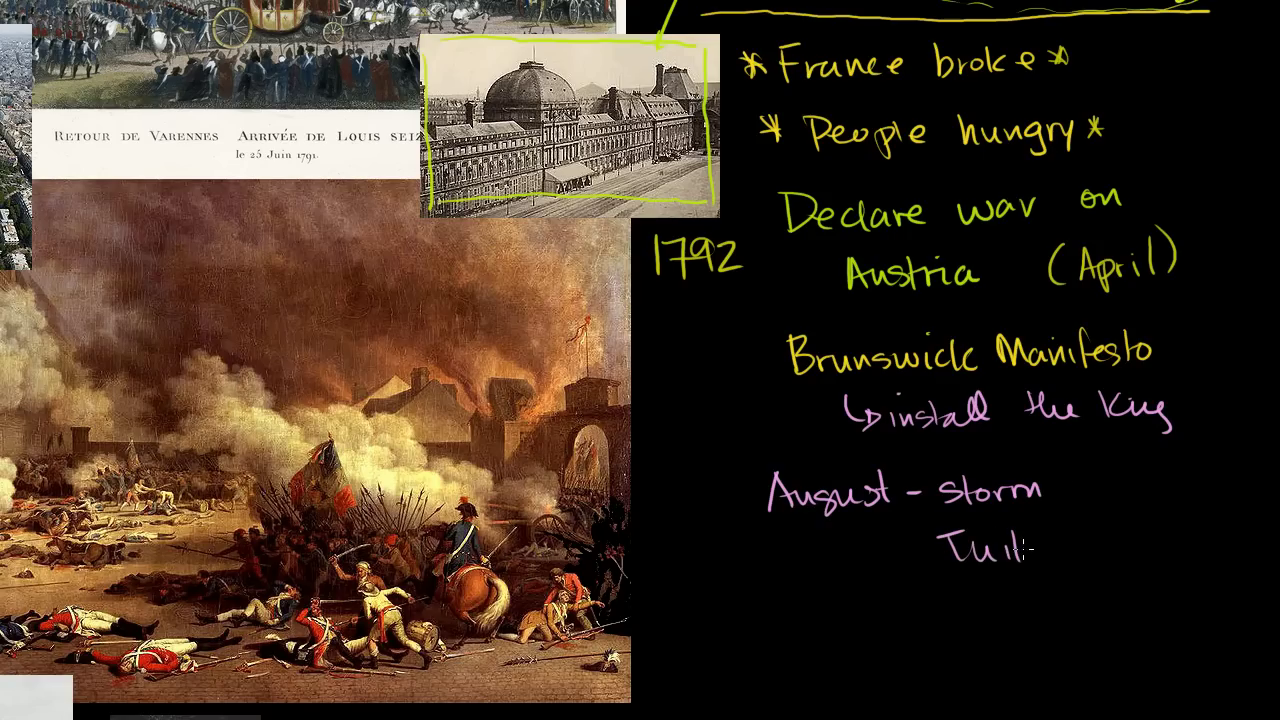 RETOUR DE VARENNES ARRIVÉE DE LOUIS SEIZ
le 25 Juin 1791.
*France broke*
* People hungry*
1792
Declare war on
Austria (April)
Brunswick Manifesto
↳install the King
August - storm
Tuil